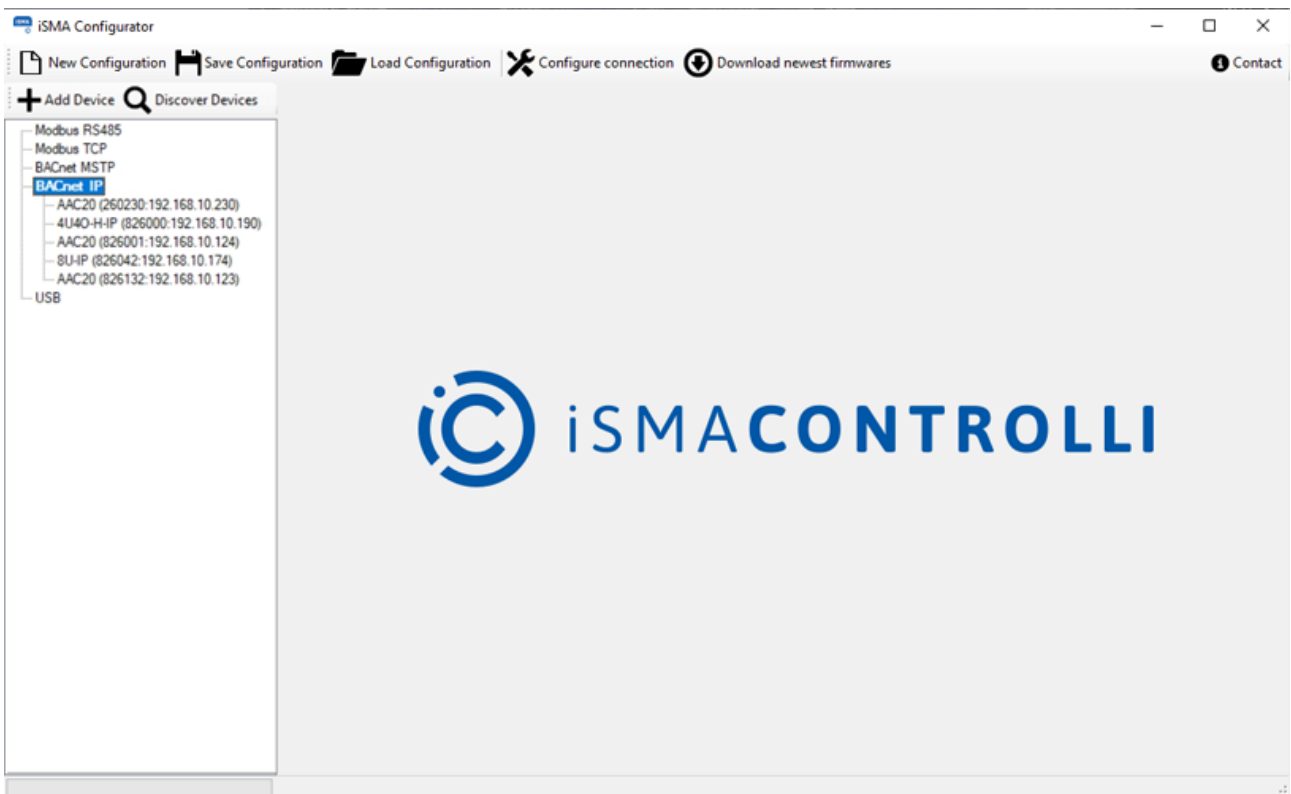 iSMA Configurator
New Configuration Save Configuration Load Configuration Configure connection Download newest firmwares Contact
Add Device Discover Devices
Modbus RS485
Modbus TCP
BACnet MSTP
BACnet IP
AAC20 (260230:192.168.10.230)
4U4O-H-IP (826000:192.168.10.190)
AAC20 (826001:192.168.10.124)
8U-IP (826042:192.168.10.174)
AAC20 (826132:192.168.10.123)
USB
iSMACONTROLLI